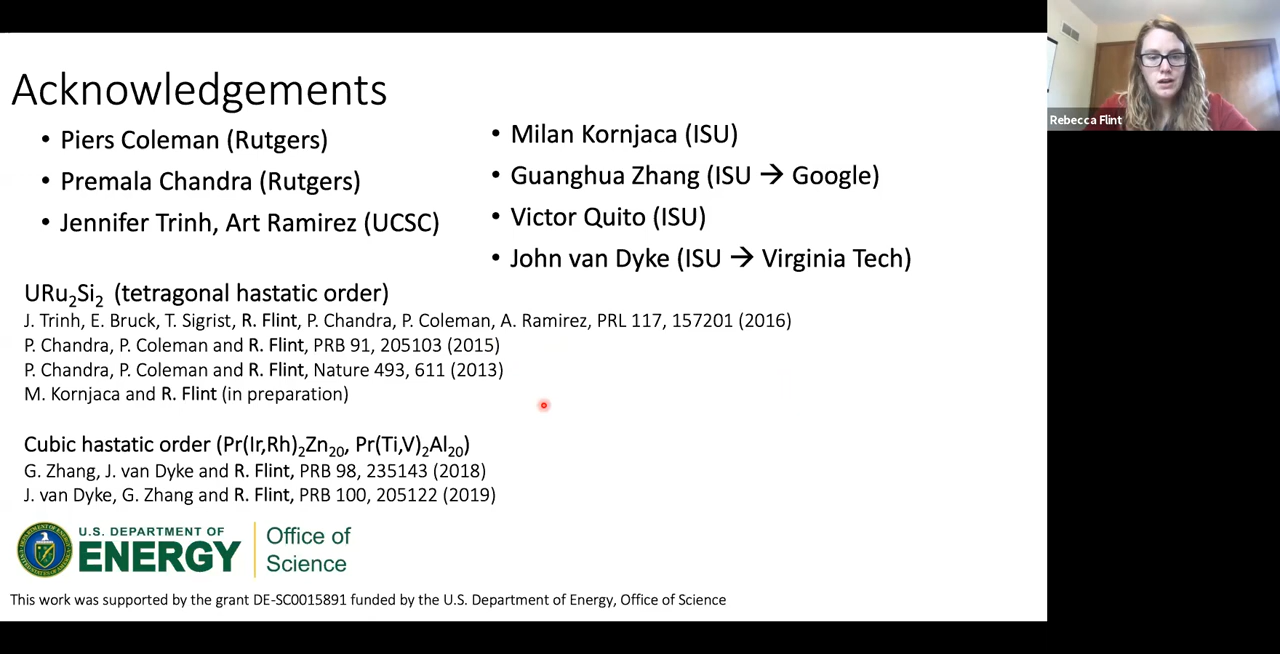 Acknowledgements
• Piers Coleman (Rutgers)
• Premala Chandra (Rutgers)
• Jennifer Trinh, Art Ramirez (UCSC)
• Milan Kornjaca (ISU)
• Guanghua Zhang (ISU → Google)
• Victor Quito (ISU)
• John van Dyke (ISU → Virginia Tech)
URu₂Si₂ (tetragonal hastatic order)
J. Trinh, E. Bruck, T. Sigrist, R. Flint, P. Chandra, P. Coleman, A. Ramirez, PRL 117, 157201 (2016)
P. Chandra, P. Coleman and R. Flint, PRB 91, 205103 (2015)
P. Chandra, P. Coleman and R. Flint, Nature 493, 611 (2013)
M. Kornjaca and R. Flint (in preparation)
Cubic hastatic order (Pr(Ir,Rh)₂Zn₂₀, Pr(Ti,V)₂Al₂₀)
G. Zhang, J. van Dyke and R. Flint, PRB 98, 235143 (2018)
J. van Dyke, G. Zhang and R. Flint, PRB 100, 205122 (2019)
U.S. DEPARTMENT OF
ENERGY
Office of
Science
This work was supported by the grant DE-SC0015891 funded by the U.S. Department of Energy, Office of Science
Rebecca Flint